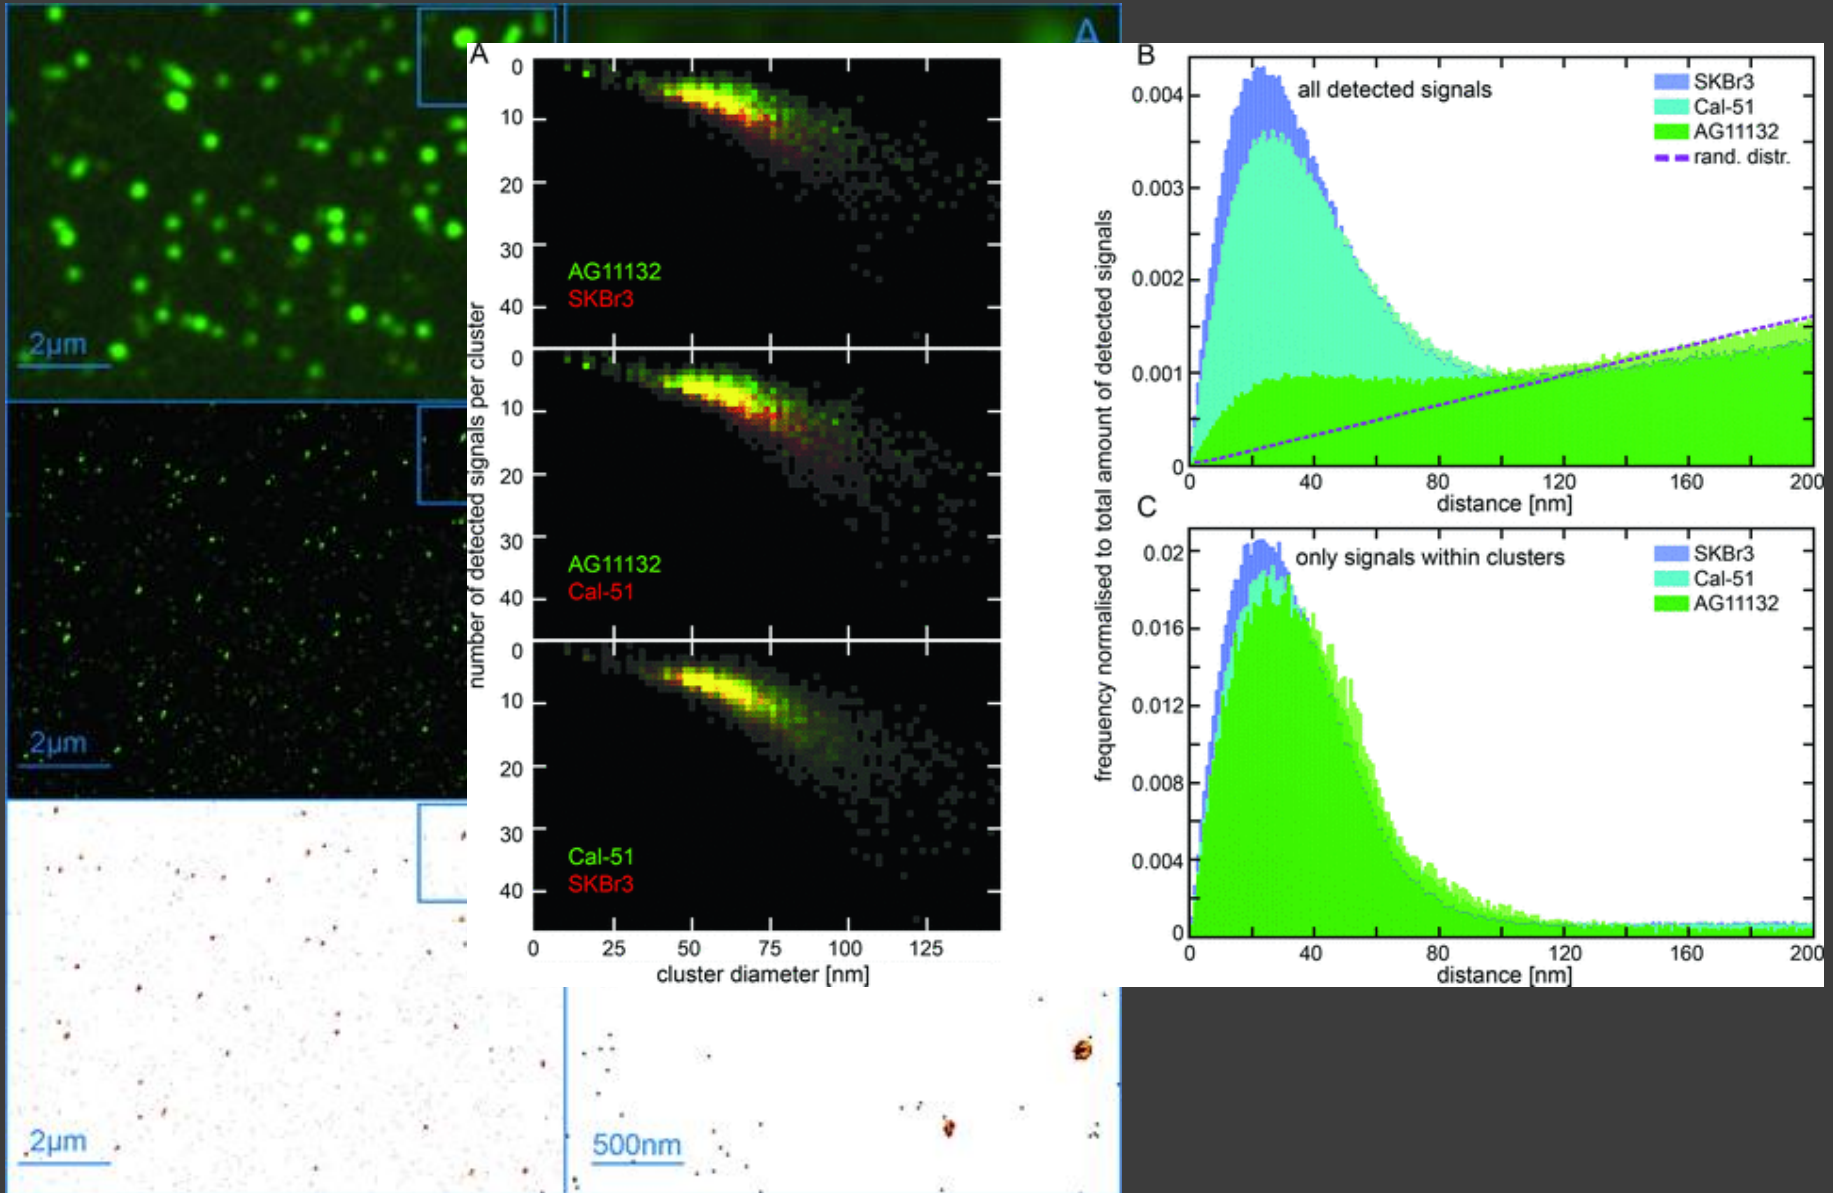 A
2µm
2µm
2µm
500nm
A
number of detected signals per cluster
0
10
20
30
40
AG11132
SKBr3
0
10
20
30
40
AG11132
Cal-51
0
10
20
30
40
Cal-51
SKBr3
0 25 50 75 100 125
cluster diameter [nm]
B
frequency normalised to total amount of detected signals
all detected signals
SKBr3
Cal-51
AG11132
rand. distr.
0.004
0.003
0.002
0.001
0
0 40 80 120 160 200
distance [nm]
C
only signals within clusters
SKBr3
Cal-51
AG11132
0.02
0.016
0.012
0.008
0.004
0
0 40 80 120 160 200
distance [nm]